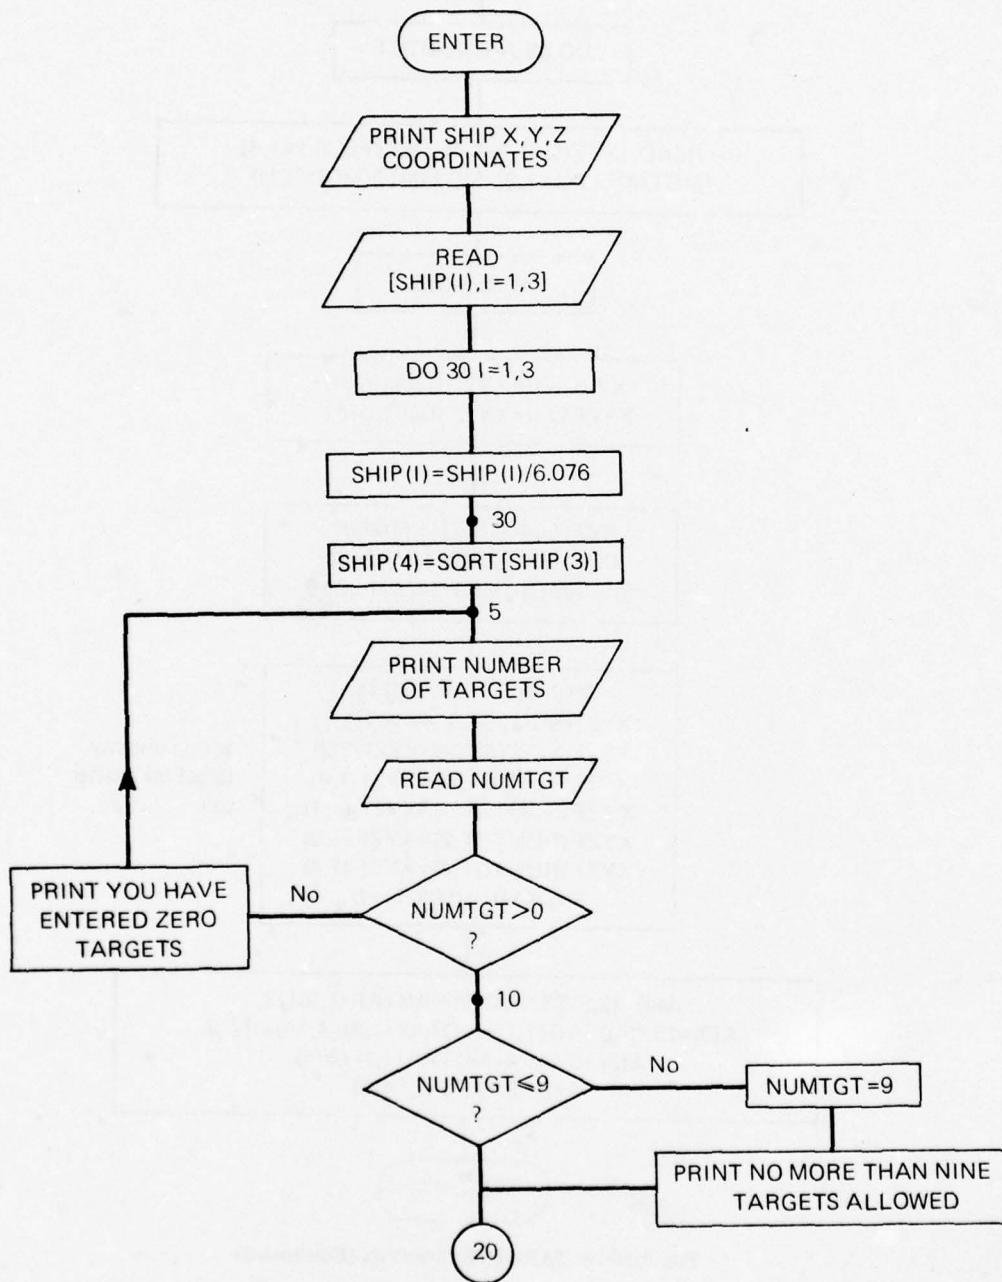 ENTER
PRINT SHIP X,Y,Z
COORDINATES
READ
[SHIP(I),I=1,3]
DO 30 I=1,3
SHIP(I)=SHIP(I)/6.076
30
SHIP(4)=SQRT[SHIP(3)]
5
PRINT NUMBER
OF TARGETS
READ NUMTGT
PRINT YOU HAVE
ENTERED ZERO
TARGETS
No
NUMTGT>0
?
10
NUMTGT≤9
?
No
NUMTGT=9
PRINT NO MORE THAN NINE
TARGETS ALLOWED
20